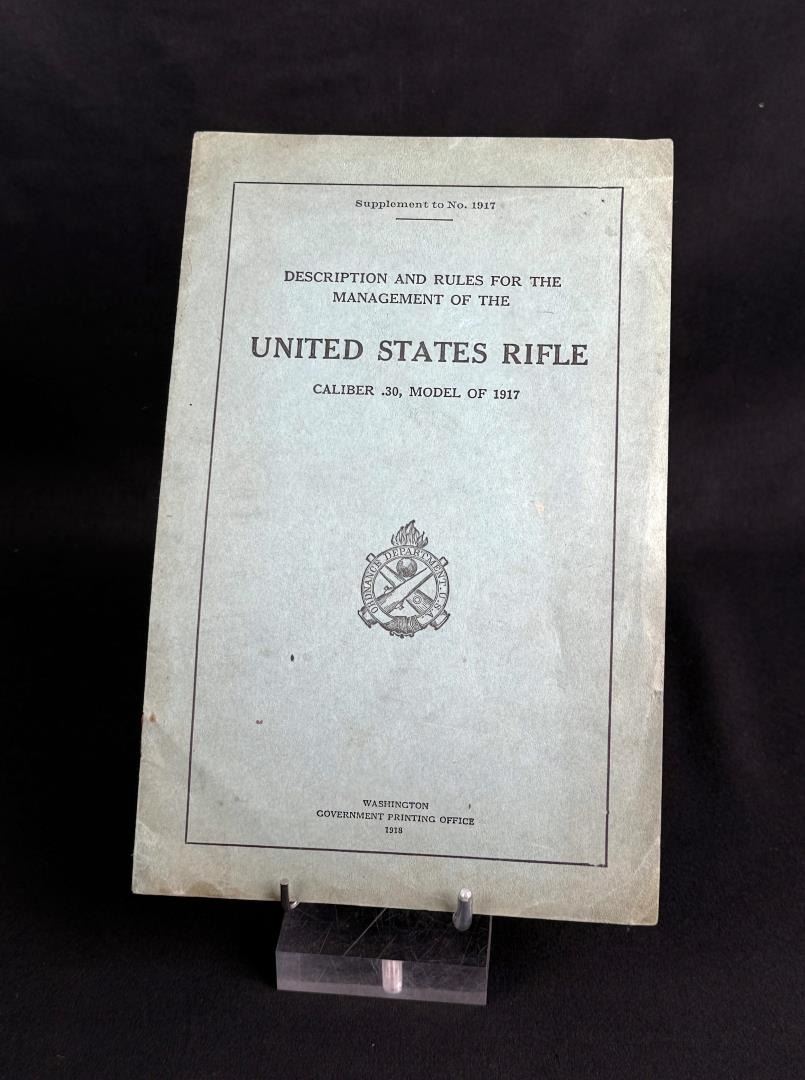 Supplement to No. 1917
DESCRIPTION AND RULES FOR THE
MANAGEMENT OF THE
UNITED STATES RIFLE
CALIBER .30, MODEL OF 1917
ORDNANCE DEPARTMENT. U.S.A.
WASHINGTON
GOVERNMENT PRINTING OFFICE
1918